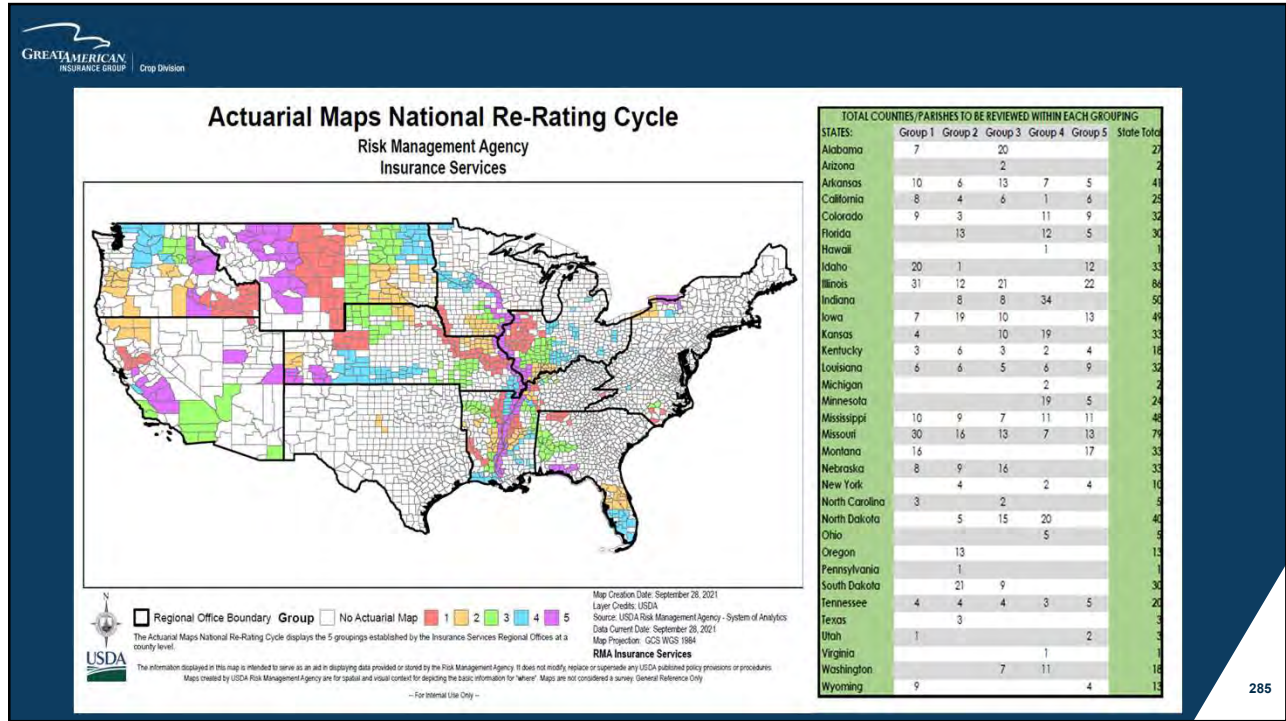 GREATAMERICAN
INSURANCE GROUP
Crop Division
Actuarial Maps National Re-Rating Cycle
Risk Management Agency
Insurance Services
N
USDA
Regional Office Boundary Group No Actuarial Map 1 2 3 4 5
The Actuarial Maps National Re-Rating Cycle displays the 5 groupings established by the Insurance Services Regional Offices at a
county level.
Map Creation Date: September 28, 2021
Layer Credits: USDA
Source: USDA Risk Management Agency - System of Analytics
Data Current Date: September 28, 2021
Map Projection: GCS WGS 1984
RMA Insurance Services
The information displayed in this map is intended to serve as an aid in displaying data provided or stored by the Risk Management Agency. It does not modify, replace or supersede any USDA published policy provisions or procedures.
Maps created by USDA Risk Management Agency are for spatial and visual context for depicting the basic information for "where". Maps are not considered a survey. General Reference Only
-- For Internal Use Only --
TOTAL COUNTIES/PARISHES TO BE REVIEWED WITHIN EACH GROUPING
STATES: Group 1 Group 2 Group 3 Group 4 Group 5 State Total
Alabama 7 20 27
Arizona 2 2
Arkansas 10 6 13 7 5 41
California 8 4 6 1 6 25
Colorado 9 3 11 9 32
Florida 13 12 5 30
Hawaii 1 1
Idaho 20 1 12 33
Illinois 31 12 21 22 86
Indiana 8 8 34 50
Iowa 7 19 10 13 49
Kansas 4 10 19 33
Kentucky 3 6 3 2 4 18
Louisiana 6 6 5 6 9 32
Michigan 2 2
Minnesota 19 5 24
Mississippi 10 9 7 11 11 48
Missouri 30 16 13 7 13 79
Montana 16 17 33
Nebraska 8 9 16 33
New York 4 2 4 10
North Carolina 3 2 5
North Dakota 5 15 20 40
Ohio 5 5
Oregon 13 13
Pennsylvania 1 1
South Dakota 21 9 30
Tennessee 4 4 4 3 5 20
Texas 3 3
Utah 1 2 3
Virginia 1 1
Washington 7 11 18
Wyoming 9 4 13
285